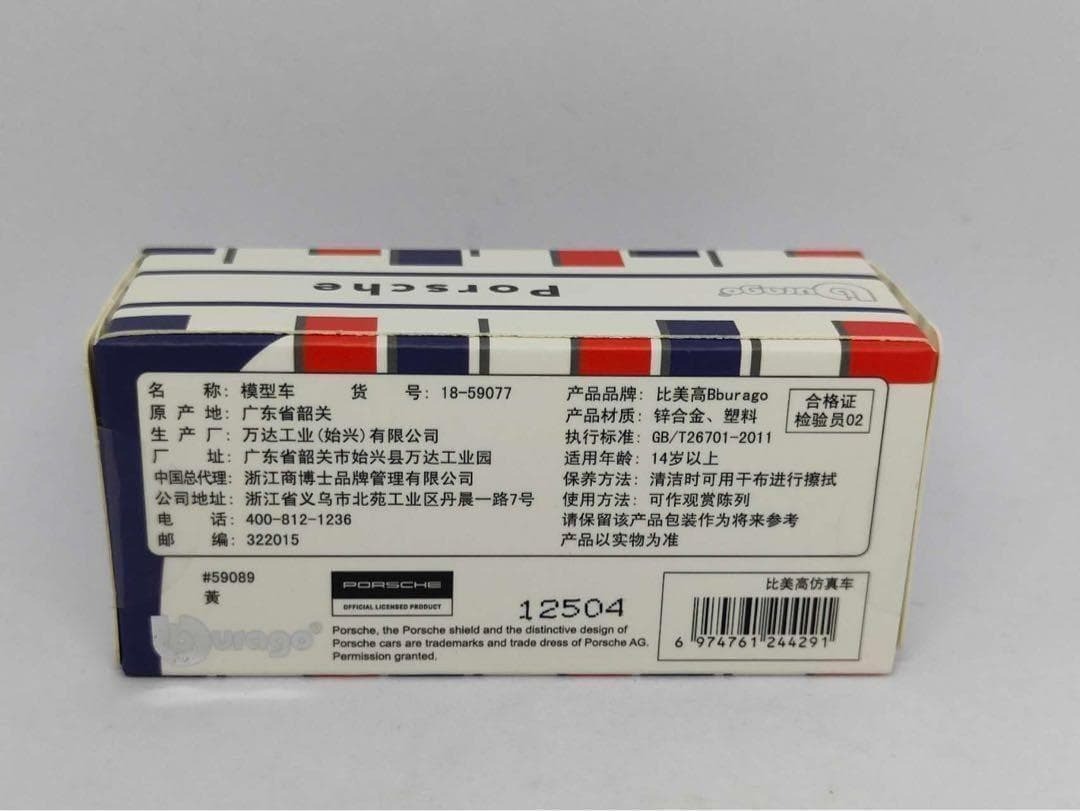 Porsche
Bburago®
名 称: 模型车 货 号: 18-59077
原 产 地: 广东省韶关
生 产 厂: 万达工业(始兴)有限公司
厂 址: 广东省韶关市始兴县万达工业园
中国总代理: 浙江商博士品牌管理有限公司
公司地址: 浙江省义乌市北苑工业区丹晨一路7号
电 话: 400-812-1236
邮 编: 322015
产品品牌: 比美高Bburago
产品材质: 锌合金、塑料
执行标准: GB/T26701-2011
适用年龄: 14岁以上
保养方法: 清洁时可用干布进行擦拭
使用方法: 可作观赏陈列
请保留该产品包装作为将来参考
产品以实物为准
合格证
检验员02
#59089
黄
Bburago®
PORSCHE
OFFICIAL LICENSED PRODUCT
12504
Porsche, the Porsche shield and the distinctive design of
Porsche cars are trademarks and trade dress of Porsche AG.
Permission granted.
比美高仿真车
6 974761 244291